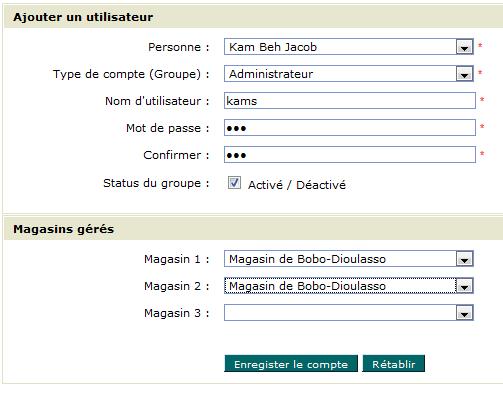 Ajouter un utilisateur
Personne : Kam Beh Jacob *
Type de compte (Groupe) : Administrateur *
Nom d'utilisateur : kams *
Mot de passe : ●●● *
Confirmer : ●●● *
Status du groupe : Activé / Déactivé
Magasins gérés
Magasin 1 : Magasin de Bobo-Dioulasso
Magasin 2 : Magasin de Bobo-Dioulasso
Magasin 3 :
Enregister le compte Rétablir